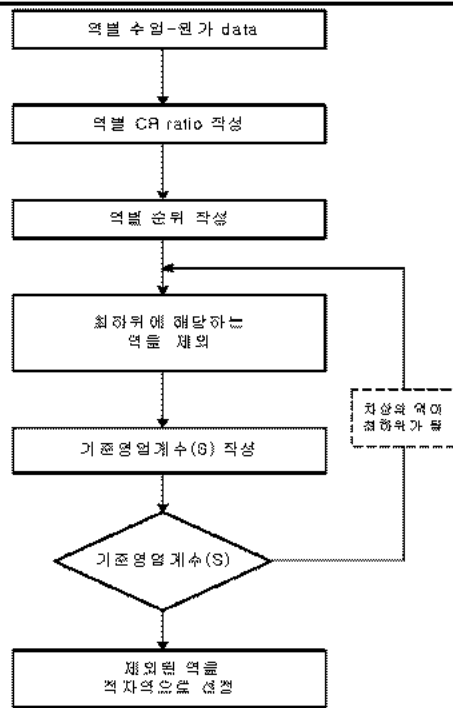 역별 수입-원가 data
역별 CR ratio 작성
역별 순위 작성
최하위에 해당하는
역을 제외
기준영업계수(S) 작성
차상위 역이
최하위가 됨
기준영업계수(S)
제외된 역을
적자역으로 선정